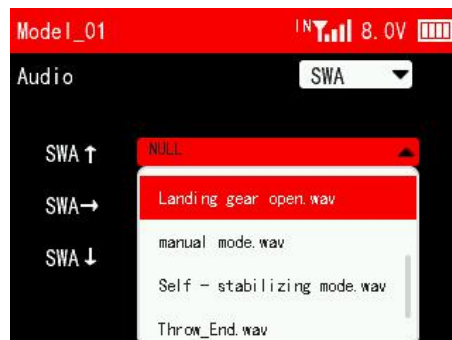 Model_01 IN 8.0V
Audio SWA
SWA↑ NULL
Landing gear open.wav
SWA→
manual mode.wav
SWA↓
Self - stabilizing mode.wav
Throw_End.wav